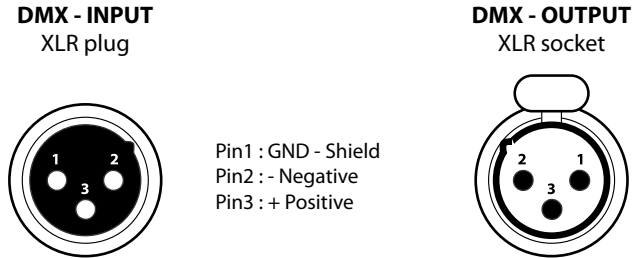 DMX - INPUT
XLR plug
1 2
3
Pin1 : GND - Shield
Pin2 : - Negative
Pin3 : + Positive
DMX - OUTPUT
XLR socket
2 1
3